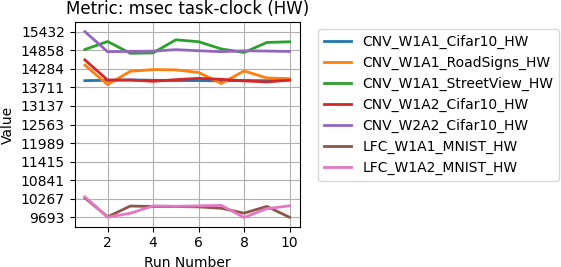 Metric: msec task-clock (HW)
15432
14858
14284
13711
13137
12563
11989
11415
10841
10267
9693
Value
2
4
6
8
10
Run Number
CNV_W1A1_Cifar10_HW
CNV_W1A1_RoadSigns_HW
CNV_W1A1_StreetView_HW
CNV_W1A2_Cifar10_HW
CNV_W2A2_Cifar10_HW
LFC_W1A1_MNIST_HW
LFC_W1A2_MNIST_HW